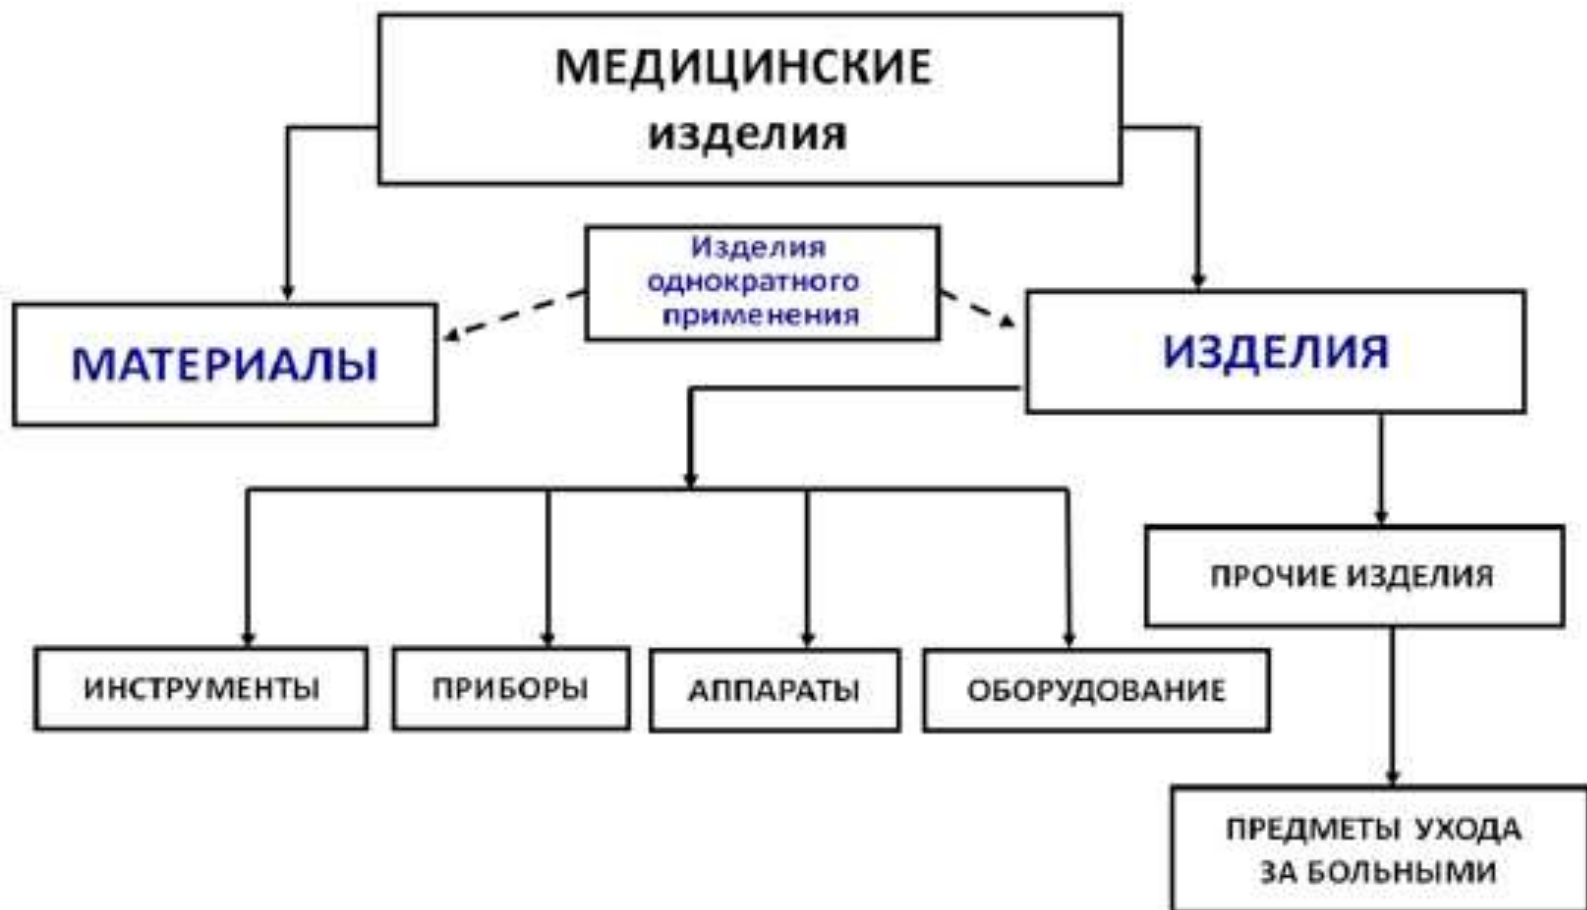 МЕДИЦИНСКИЕ
изделия
Изделия
однократного
применения
МАТЕРИАЛЫ
ИЗДЕЛИЯ
ПРОЧИЕ ИЗДЕЛИЯ
ИНСТРУМЕНТЫ
ПРИБОРЫ
АППАРАТЫ
ОБОРУДОВАНИЕ
ПРЕДМЕТЫ УХОДА
ЗА БОЛЬНЫМИ